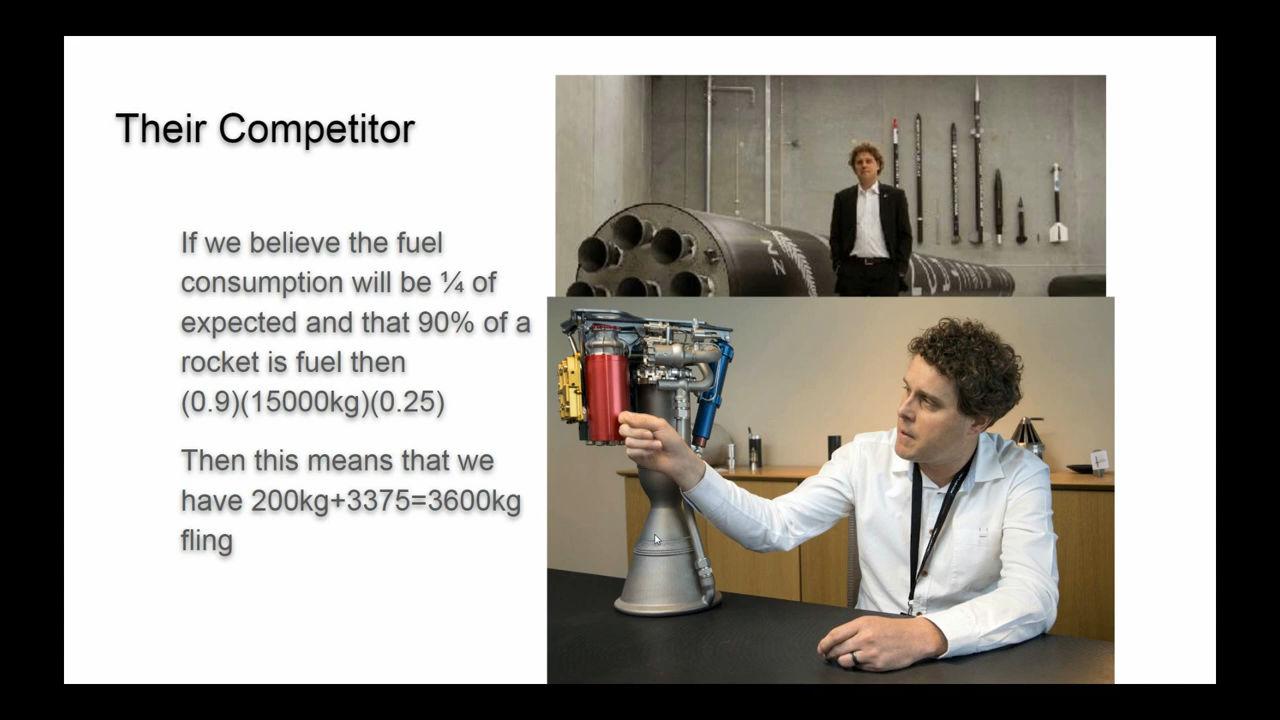 Their Competitor
If we believe the fuel
consumption will be ¼ of
expected and that 90% of a
rocket is fuel then
(0.9)(15000kg)(0.25)
Then this means that we
have 200kg+3375=3600kg
fling
NZ